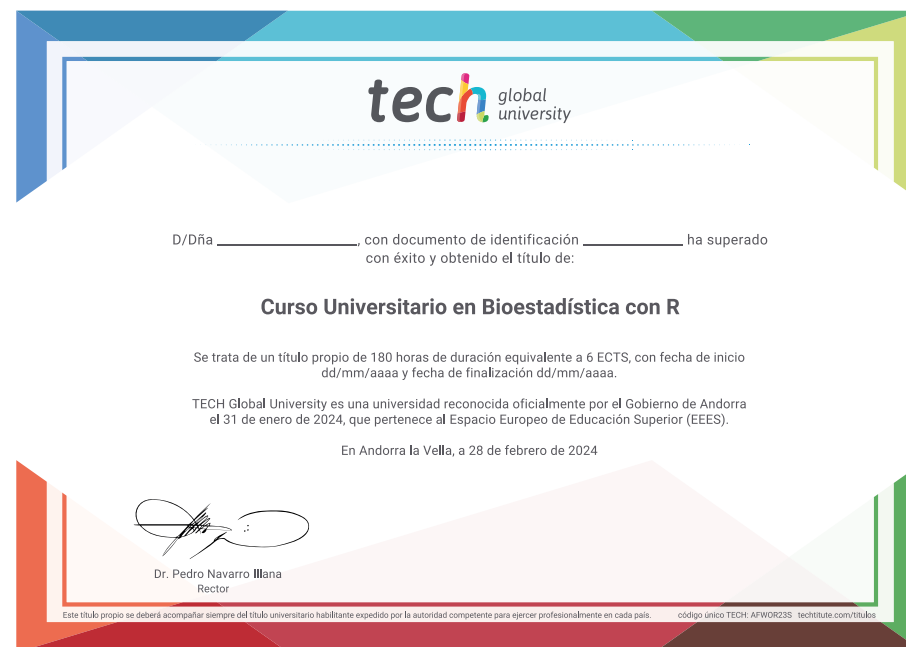 tech global university
D/Dña ____________________, con documento de identificación ______________ ha superado
con éxito y obtenido el título de:
Curso Universitario en Bioestadística con R
Se trata de un título propio de 180 horas de duración equivalente a 6 ECTS, con fecha de inicio
dd/mm/aaaa y fecha de finalización dd/mm/aaaa.
TECH Global University es una universidad reconocida oficialmente por el Gobierno de Andorra
el 31 de enero de 2024, que pertenece al Espacio Europeo de Educación Superior (EEES).
En Andorra la Vella, a 28 de febrero de 2024
Dr. Pedro Navarro Illana
Rector
Este título propio se deberá acompañar siempre del título universitario habilitante expedido por la autoridad competente para ejercer profesionalmente en cada país. código único TECH: AFWOR23S techtitute.com/titulos